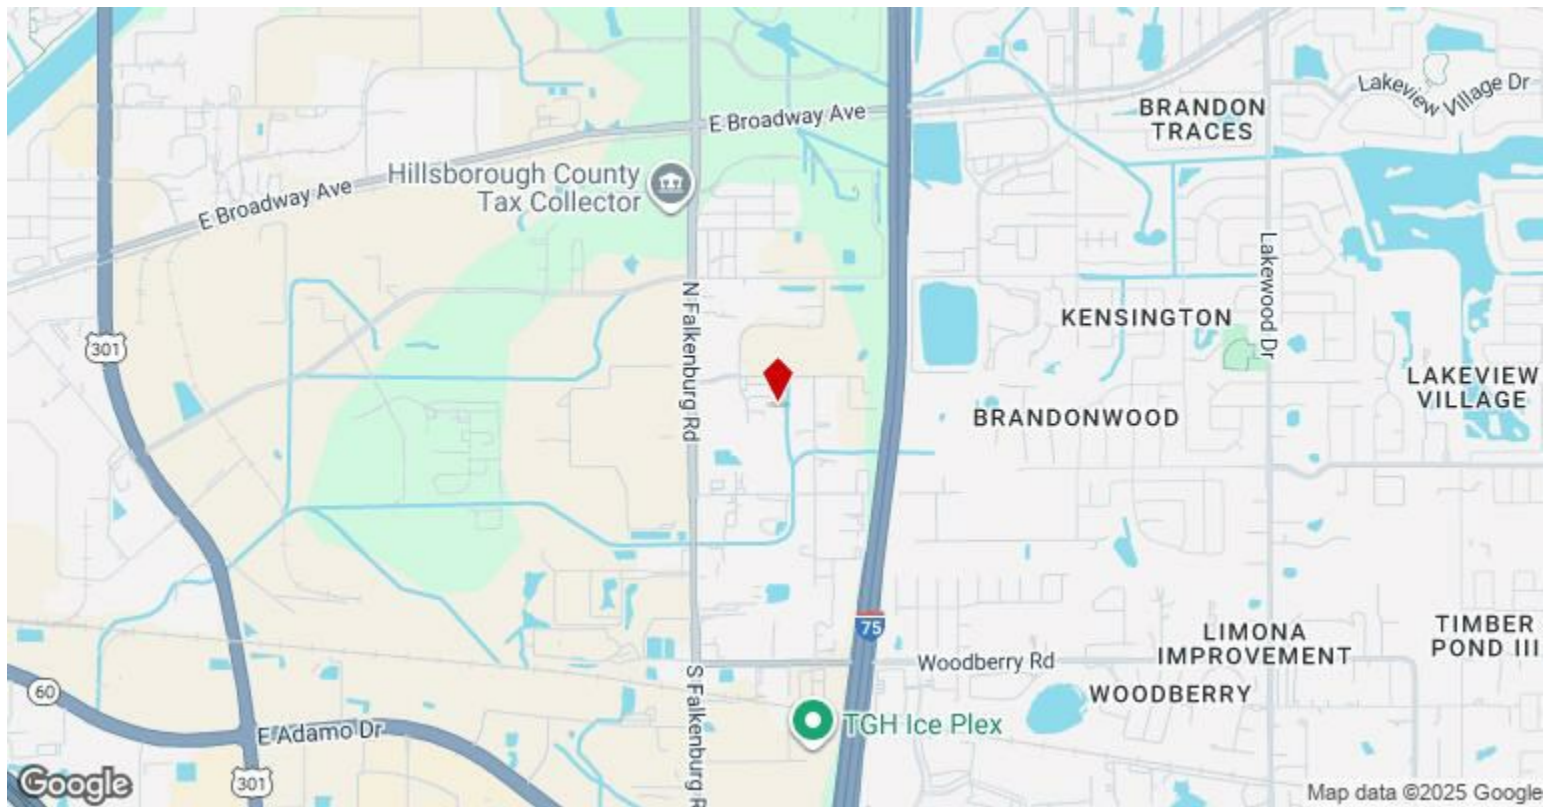 Lakeview Village Dr
BRANDON
TRACES
E Broadway Ave
Hillsborough County
Tax Collector
E Broadway Ave
Lakewood Dr
N Falkenburg Rd
KENSINGTON
301
LAKEVIEW
VILLAGE
BRANDONWOOD
75
LIMONA
IMPROVEMENT
TIMBER
POND III
Woodberry Rd
WOODBERRY
60
S Falkenburg R
TGH Ice Plex
E Adamo Dr
301
Google
Map data ©2025 Google